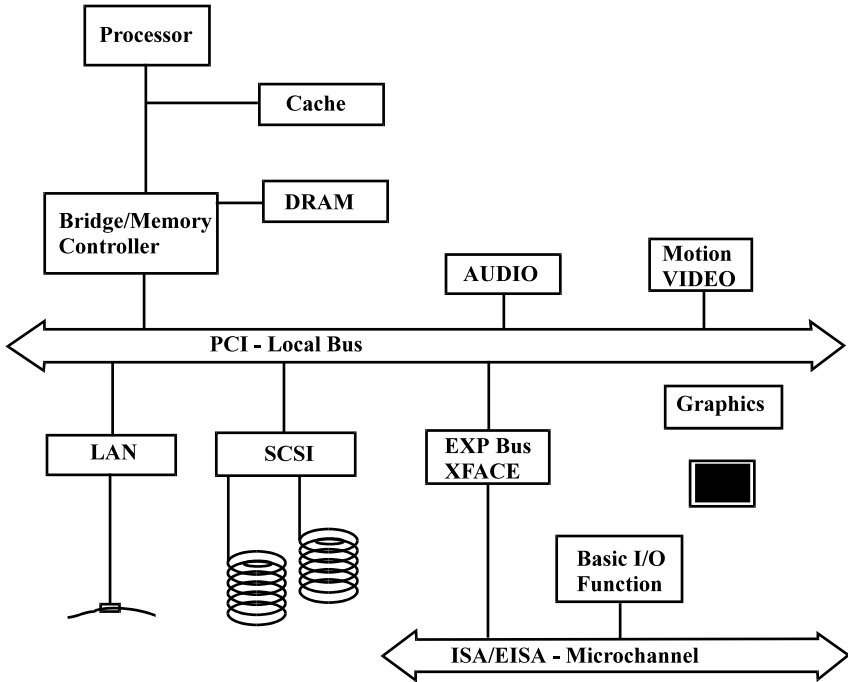 Processor
Cache
DRAM
Bridge/Memory
Controller
AUDIO
Motion
VIDEO
PCI - Local Bus
LAN
SCSI
EXP Bus
XFACE
Graphics
Basic I/O
Function
ISA/EISA - Microchannel